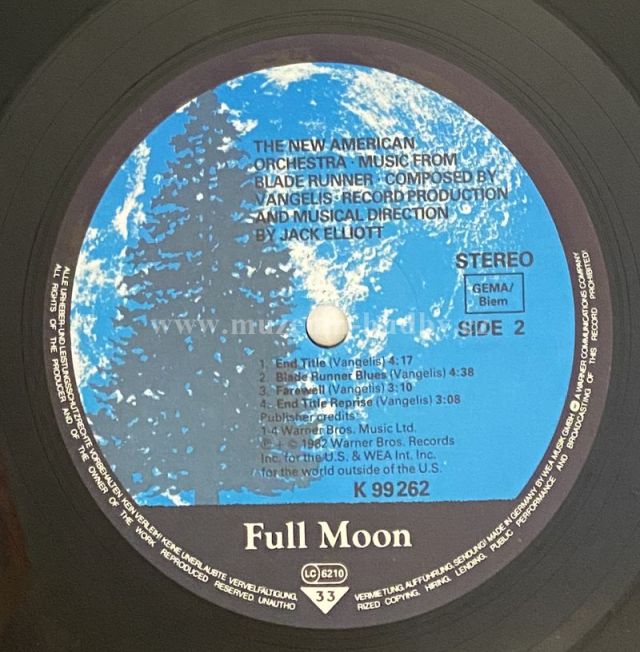 THE NEW AMERICAN
ORCHESTRA · MUSIC FROM
BLADE RUNNER · COMPOSED BY
VANGELIS · RECORD PRODUCTION
AND MUSICAL DIRECTION
BY JACK ELLIOTT
STEREO
GEMA/
Biem
SIDE 2
1. End Title (Vangelis) 4:17
2. Blade Runner Blues (Vangelis) 4:38
3. Farewell (Vangelis) 3:10
4. End Title Reprise (Vangelis) 3:08
Publisher credits:
1-4 Warner Bros. Music Ltd.
℗ + © 1982 Warner Bros. Records
Inc. for the U.S. & WEA Int. Inc.
for the world outside of the U.S.
K 99 262
Full Moon
LC 6210
33
ALLE URHEBER-UND LEISTUNGSSCHUTZRECHTE VORBEHALTEN. KEIN VERLEIH! KEINE UNERLAUBTE VERVIELFÄLTIGUNG, VERMIETUNG, AUFFÜHRUNG, SENDUNG! MADE IN GERMANY BY WEA MUSIK GMBH A WARNER COMMUNICATIONS COMPANY
ALL RIGHTS OF THE PRODUCER AND OF THE OWNER OF THE WORK REPRODUCED RESERVED UNAUTHORIZED COPYING, HIRING, LENDING, PUBLIC PERFORMANCE AND BROADCASTING OF THIS RECORD PROHIBITED!